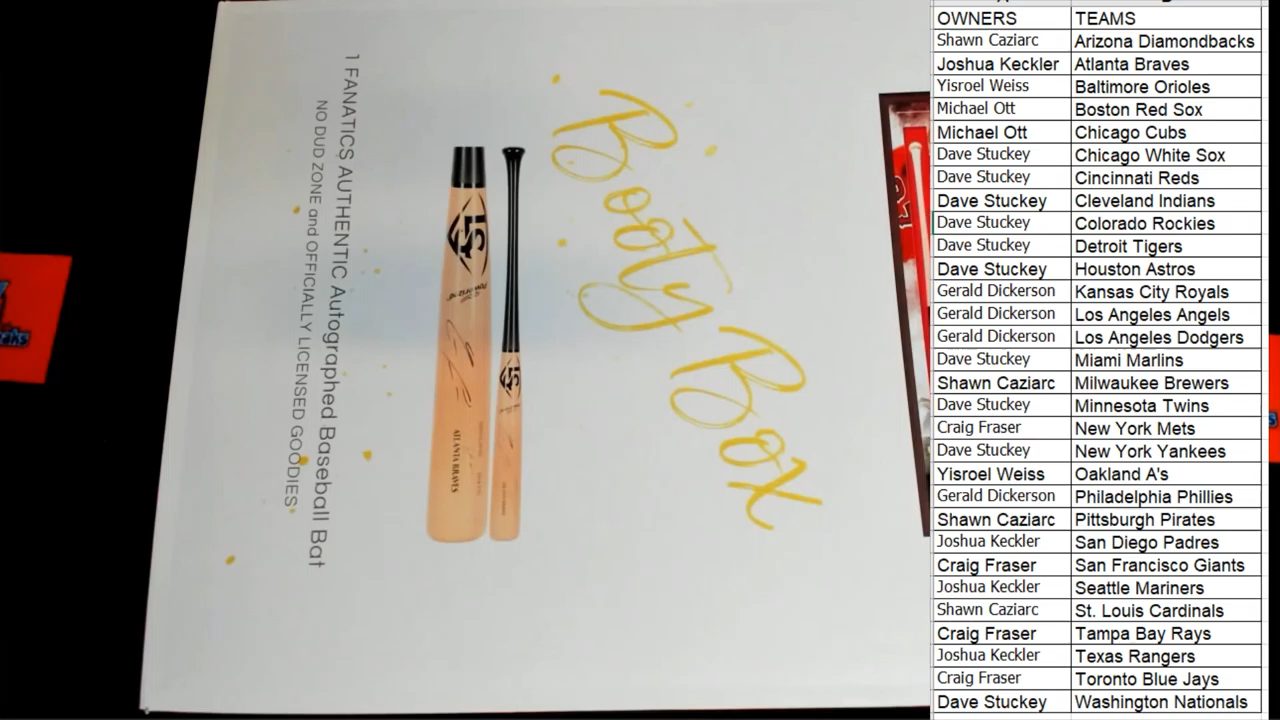 1 FANATICS AUTHENTIC Autographed Baseball Bat
NO DUD ZONE and OFFICIALLY LICENSED GOODIES
Booty Box
LS
ATLANTA BRAVES
LS
OWNERS TEAMS
Shawn Caziarc Arizona Diamondbacks
Joshua Keckler Atlanta Braves
Yisroel Weiss Baltimore Orioles
Michael Ott Boston Red Sox
Michael Ott Chicago Cubs
Dave Stuckey Chicago White Sox
Dave Stuckey Cincinnati Reds
Dave Stuckey Cleveland Indians
Dave Stuckey Colorado Rockies
Dave Stuckey Detroit Tigers
Dave Stuckey Houston Astros
Gerald Dickerson Kansas City Royals
Gerald Dickerson Los Angeles Angels
Gerald Dickerson Los Angeles Dodgers
Dave Stuckey Miami Marlins
Shawn Caziarc Milwaukee Brewers
Dave Stuckey Minnesota Twins
Craig Fraser New York Mets
Dave Stuckey New York Yankees
Yisroel Weiss Oakland A's
Gerald Dickerson Philadelphia Phillies
Shawn Caziarc Pittsburgh Pirates
Joshua Keckler San Diego Padres
Craig Fraser San Francisco Giants
Joshua Keckler Seattle Mariners
Shawn Caziarc St. Louis Cardinals
Craig Fraser Tampa Bay Rays
Joshua Keckler Texas Rangers
Craig Fraser Toronto Blue Jays
Dave Stuckey Washington Nationals